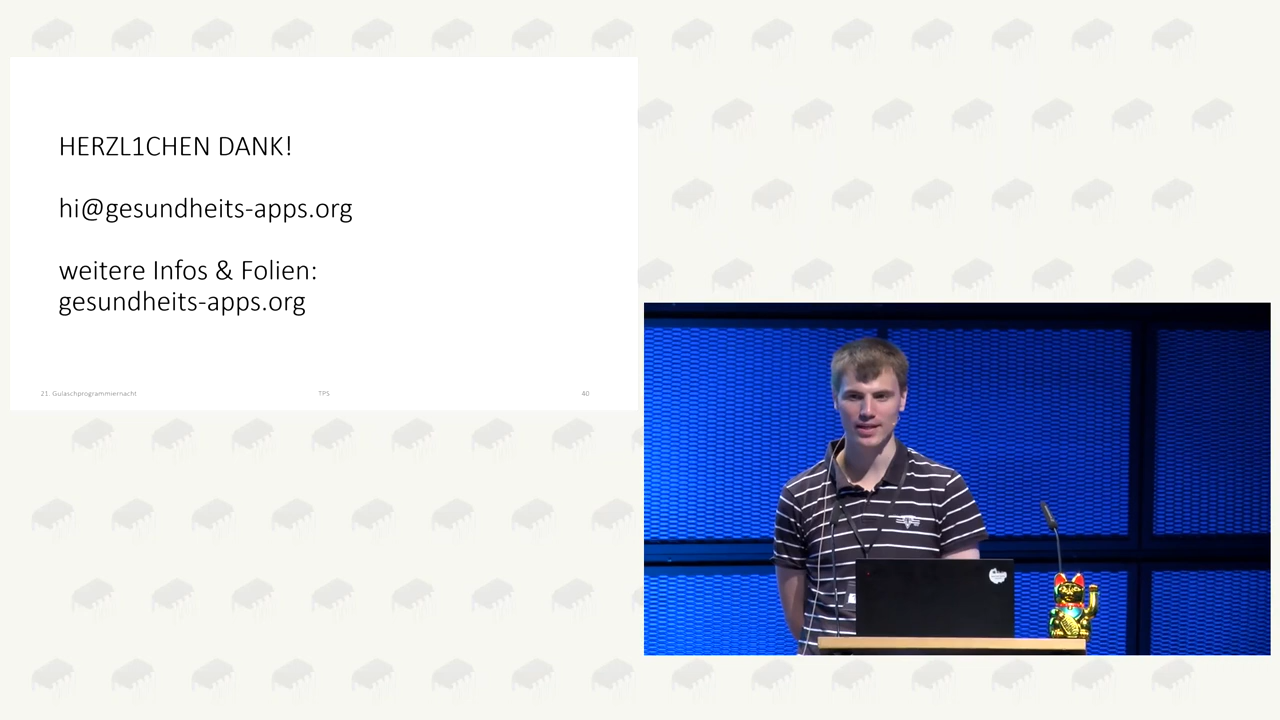 HERZL1CHEN DANK!
hi@gesundheits-apps.org
weitere Infos & Folien:
gesundheits-apps.org
21. Gulaschprogrammiernacht
TPS
40